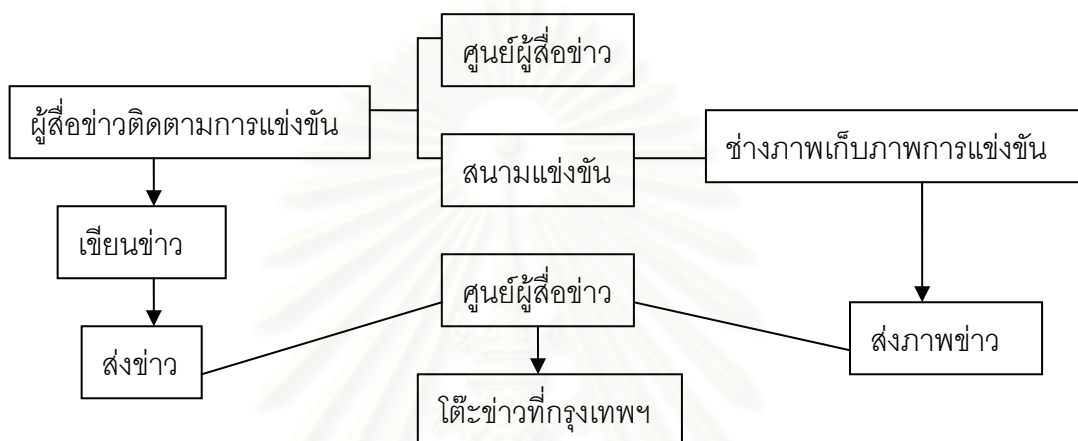 ศูนย์ผู้สื่อข่าว
ผู้สื่อข่าวติดตามการแข่งขัน
สนามแข่งขัน
ช่างภาพเก็บภาพการแข่งขัน
เขียนข่าว
ศูนย์ผู้สื่อข่าว
ส่งข่าว
ส่งภาพข่าว
โต๊ะข่าวที่กรุงเทพฯ